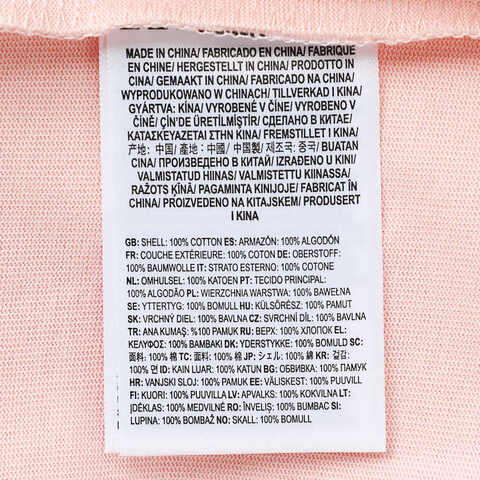 MADE IN CHINA/ FABRICADO EN CHINA/ FABRIQUE
EN CHINE/ HERGESTELLT IN CHINA/ PRODOTTO IN
CINA/ GEMAAKT IN CHINA/ FABRICADO NA CHINA/
WYPRODUKOWANO W CHINACH/ TILLVERKAD I KINA/
GYÁRTVA: KÍNA/ VYROBENÉ V ČÍNE/ VYROBENO V
ČÍNĚ/ ÇİN'DE ÜRETİLMİŞTİR/ СДЕЛАНО В КИТАЕ/
ΚΑΤΑΣΚΕΥΑΖΕΤΑΙ ΣΤΗΝ ΚΙΝΑ/ FREMSTILLET I KINA/
产地：中国/ 產地：中國/ 中国製/ 제조국: 중국/ BUATAN
CINA/ ПРОИЗВЕДЕНО В КИТАЙ/ IZRAĐENO U KINI/
VALMISTATUD HIINAS/ VALMISTETTU KIINASSA/
RAŽOTS ĶĪNĀ/ PAGAMINTA KINIJOJE/ FABRICAT ÎN
CHINA/ PROIZVEDENO NA KITAJSKEM/ PRODUSERT
I KINA
GB: SHELL: 100% COTTON ES: ARMAZÓN: 100% ALGODÓN
FR: COUCHE EXTÉRIEURE: 100% COTON DE: OBERSTOFF:
100% BAUMWOLLE IT: STRATO ESTERNO: 100% COTONE
NL: OMHULSEL: 100% KATOEN PT: TECIDO PRINCIPAL:
100% ALGODÃO PL: WIERZCHNIA WARSTWA: 100% BAWEŁNA
SE: YTTERTYG: 100% BOMULL HU: KÜLSŐRÉSZ: 100% PAMUT
SK: VRCHNÝ DIEL: 100% BAVLNA CZ: SVRCHNÍ DÍL: 100% BAVLNA
TR: ANA KUMAŞ: %100 PAMUK RU: ВЕРХ: 100% ХЛОПОК EL:
ΚΕΛΥΦΟΣ: 100% ΒΑΜΒΑΚΙ DK: YDERSTYKKE: 100% BOMULD SC:
面料: 100% 棉 TC: 面料: 100% 棉 JP: シェル: 100% 綿 KR: 겉감:
100% 면 ID: KAIN LUAR: 100% KATUN BG: ОБВИВКА: 100% ПАМУК
HR: VANJSKI SLOJ: 100% PAMUK EE: VÄLISKEST: 100% PUUVILL
FI: KUORI: 100% PUUVILLA LV: APVALKS: 100% KOKVILNA LT:
ĮDĖKLAS: 100% MEDVILNĖ RO: ÎNVELIȘ: 100% BUMBAC SI:
LUPINA: 100% BOMBAŽ NO: SKALL: 100% BOMULL